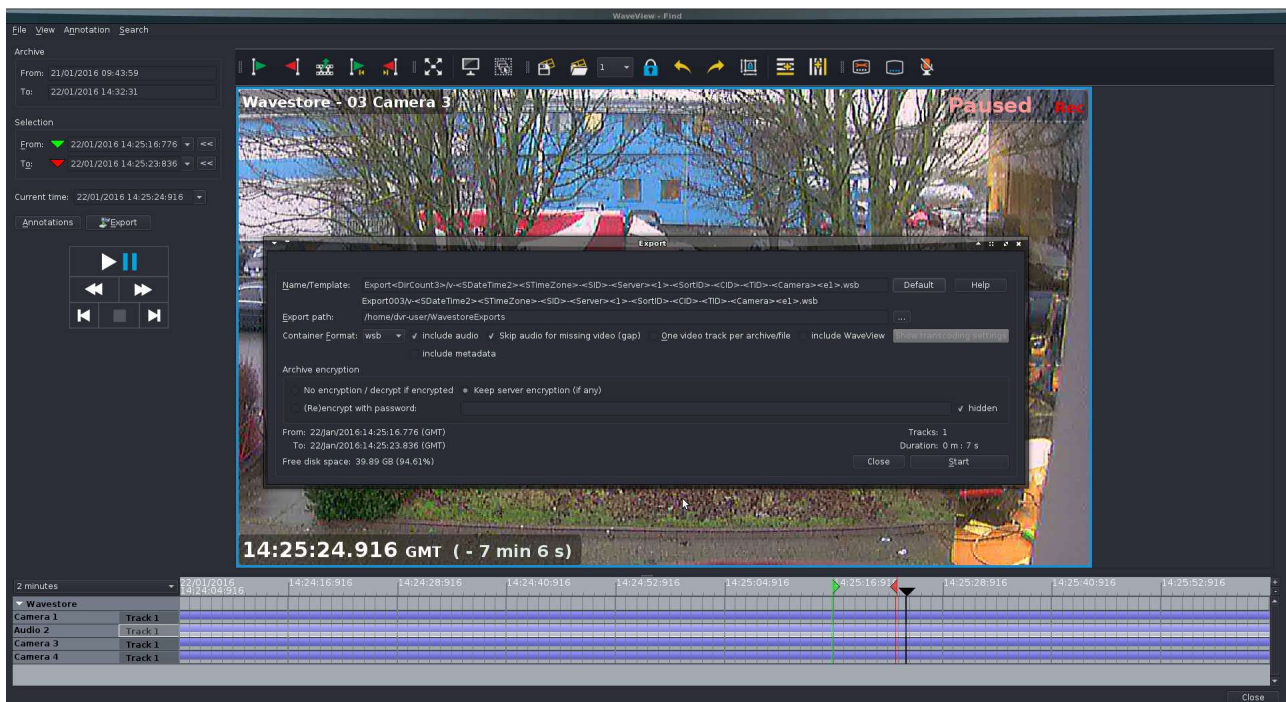 WaveView - Find
File View Annotation Search
Archive
From: 21/01/2016 09:43:59
To: 22/01/2016 14:32:31
Selection
From: 22/01/2016 14:25:16:776 <<
To: 22/01/2016 14:25:23:836 <<
Current time: 22/01/2016 14:25:24:916
Annotations Export
1
Wavestore - 03 Camera 3
Paused Rec
Export
Name/Template: Export<DirCount3>/v-<SDateTime2><STimeZone>-<SID>-<Server><1>-<SortID>-<CID>-<TID>-<Camera><e1>.wsb Default Help
Export003/v-<SDateTime2><STimeZone>-<SID>-<Server><1>-<SortID>-<CID>-<TID>-<Camera><e1>.wsb
Export path: /home/dvr-user/WavestoreExports ...
Container Format: wsb include audio Skip audio for missing video (gap) One video track per archive/file include WaveView Show transcoding settings
include metadata
Archive encryption
No encryption / decrypt if encrypted Keep server encryption (if any)
(Re)encrypt with password: hidden
From: 22/Jan/2016:14:25:16.776 (GMT) Tracks: 1
To: 22/Jan/2016:14:25:23.836 (GMT) Duration: 0 m : 7 s
Free disk space: 39.89 GB (94.61%) Close Start
14:25:24.916 GMT ( - 7 min 6 s)
2 minutes
22/01/2016
14:24:04:916 14:24:16:916 14:24:28:916 14:24:40:916 14:24:52:916 14:25:04:916 14:25:16:91 14:25:28:916 14:25:40:916 14:25:52:916
Wavestore
Camera 1 Track 1
Audio 2 Track 1
Camera 3 Track 1
Camera 4 Track 1
Close